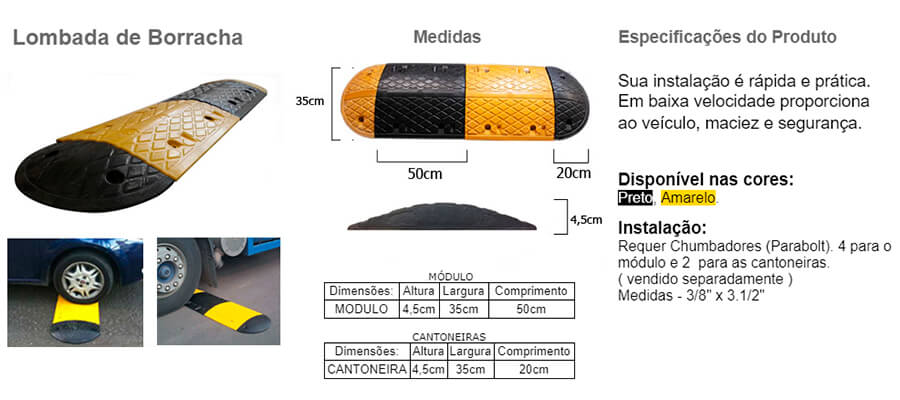 Lombada de Borracha
Medidas
35cm
50cm
20cm
4,5cm
MÓDULO
Dimensões: Altura Largura Comprimento
MODULO 4,5cm 35cm 50cm
CANTONEIRAS
Dimensões: Altura Largura Comprimento
CANTONEIRA 4,5cm 35cm 20cm
Especificações do Produto
Sua instalação é rápida e prática.
Em baixa velocidade proporciona
ao veículo, maciez e segurança.
Disponível nas cores:
Preto, Amarelo.
Instalação:
Requer Chumbadores (Parabolt). 4 para o
módulo e 2 para as cantoneiras.
( vendido separadamente )
Medidas - 3/8" x 3.1/2"